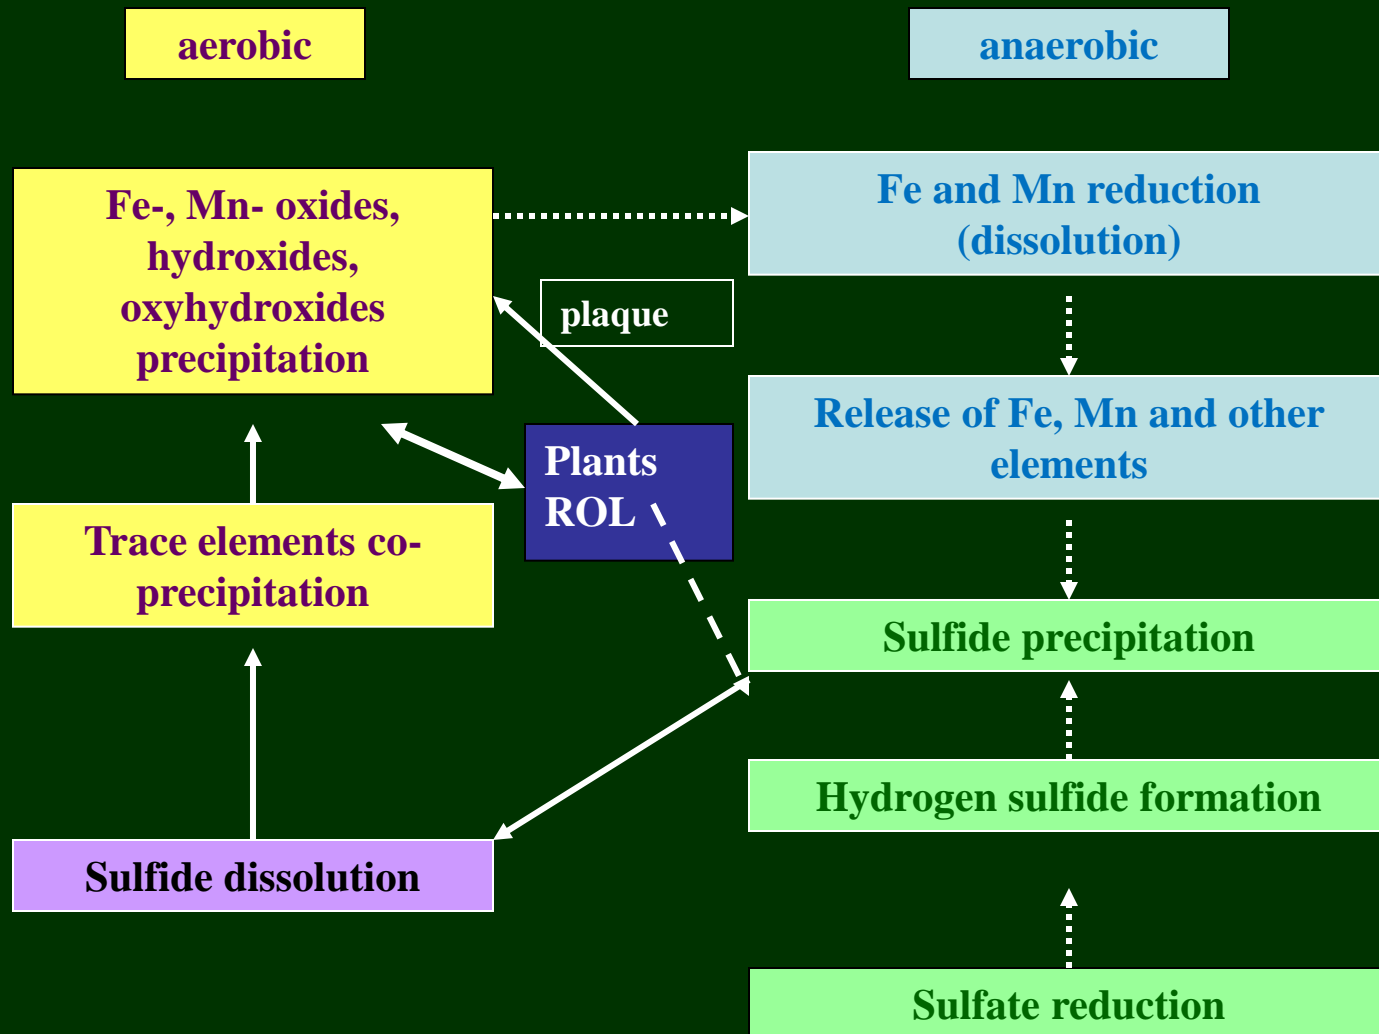 aerobic
anaerobic
Fe-, Mn- oxides,
hydroxides,
oxyhydroxides
precipitation
Fe and Mn reduction
(dissolution)
plaque
Release of Fe, Mn and other
elements
Plants
ROL
Trace elements co-
precipitation
Sulfide precipitation
Hydrogen sulfide formation
Sulfide dissolution
Sulfate reduction